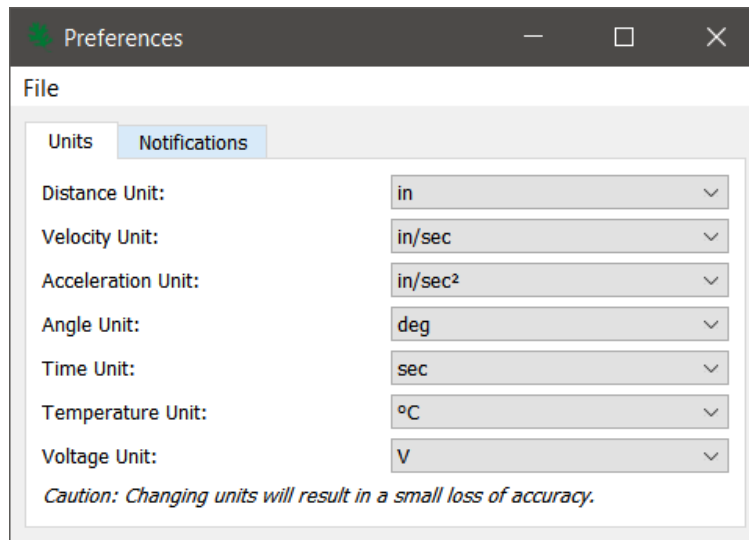 Preferences
File
Units Notifications
Distance Unit: in
Velocity Unit: in/sec
Acceleration Unit: in/sec²
Angle Unit: deg
Time Unit: sec
Temperature Unit: °C
Voltage Unit: V
Caution: Changing units will result in a small loss of accuracy.